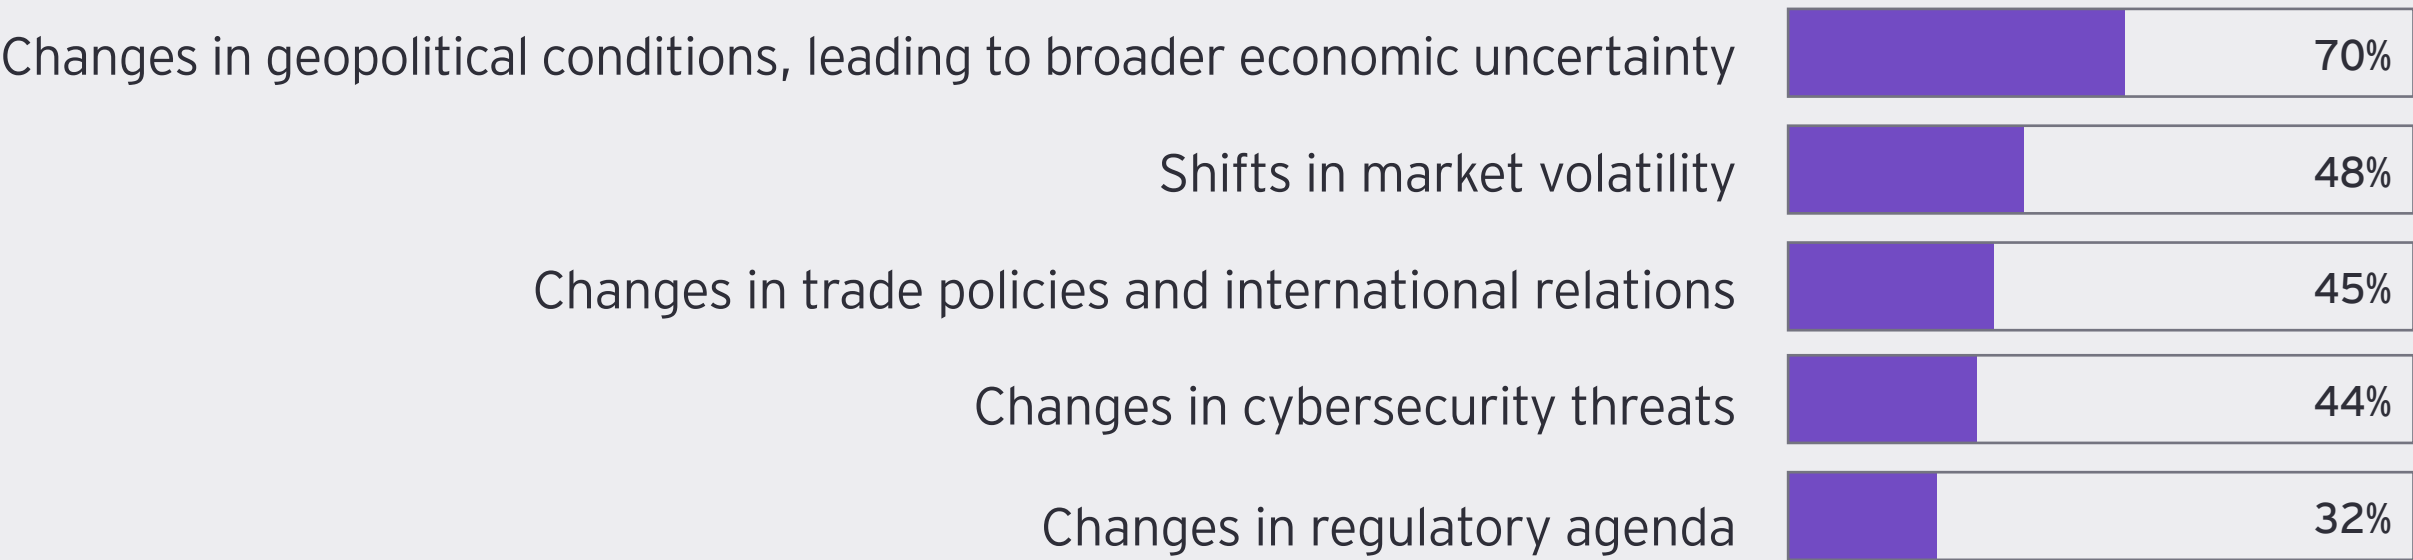 Changes in geopolitical conditions, leading to broader economic uncertainty 70%
Shifts in market volatility 48%
Changes in trade policies and international relations 45%
Changes in cybersecurity threats 44%
Changes in regulatory agenda 32%